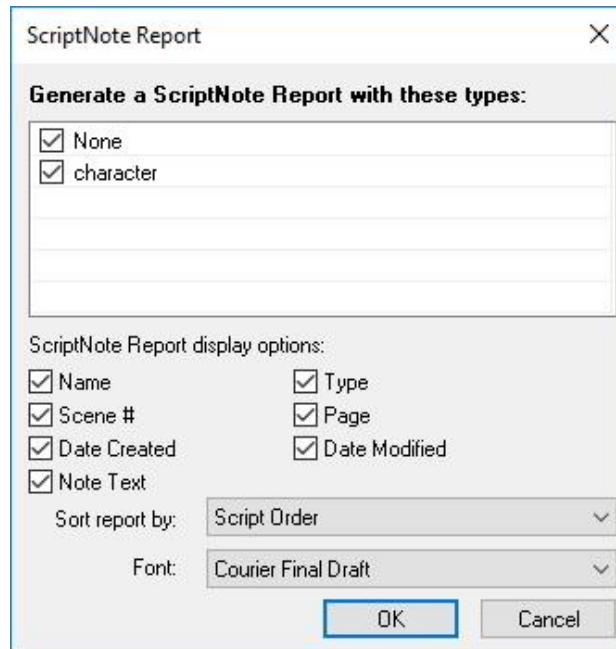 ScriptNote Report
Generate a ScriptNote Report with these types:
None
character
ScriptNote Report display options:
Name Type
Scene # Page
Date Created Date Modified
Note Text
Sort report by: Script Order
Font: Courier Final Draft
OK Cancel